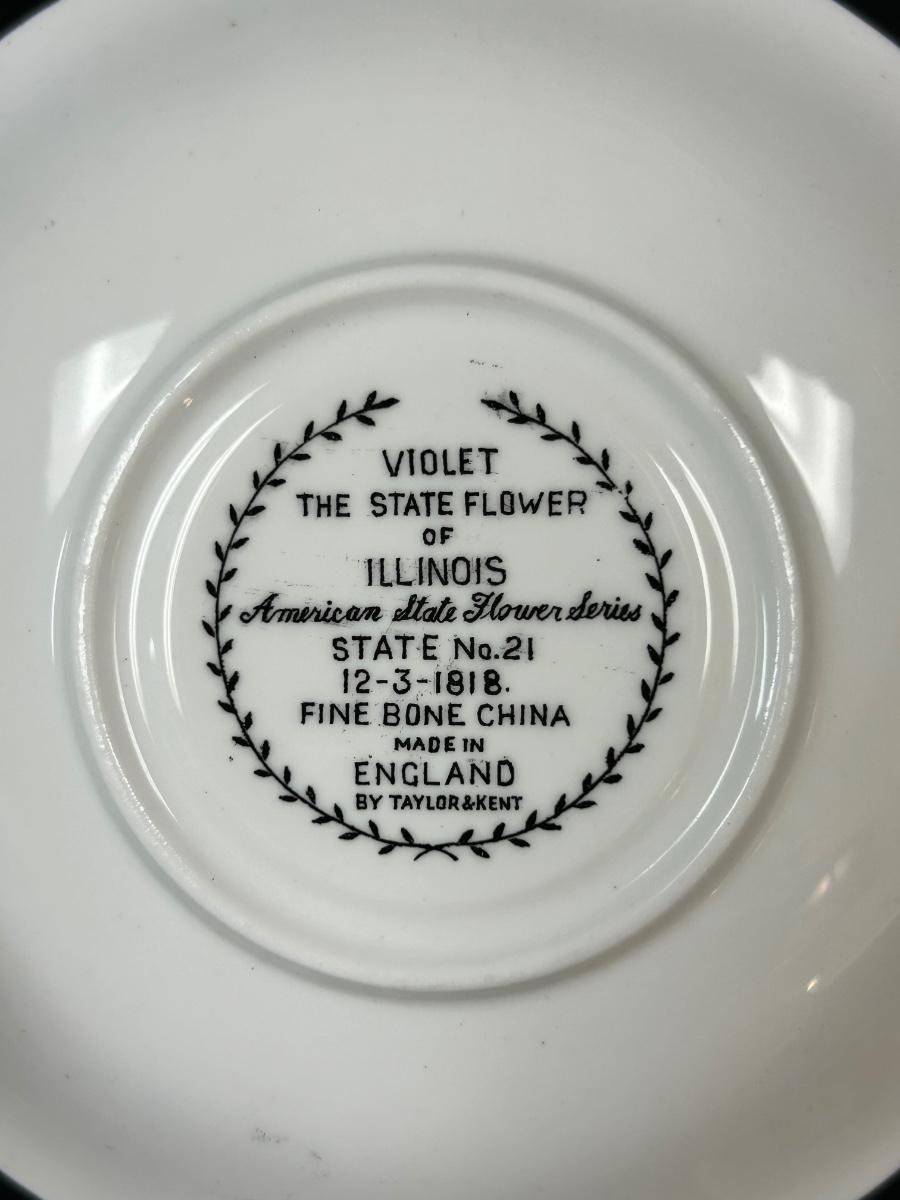 VIOLET
THE STATE FLOWER
OF
ILLINOIS
American State Flower Series
STATE No.21
12-3-1818.
FINE BONE CHINA
MADE IN
ENGLAND
BY TAYLOR&KENT